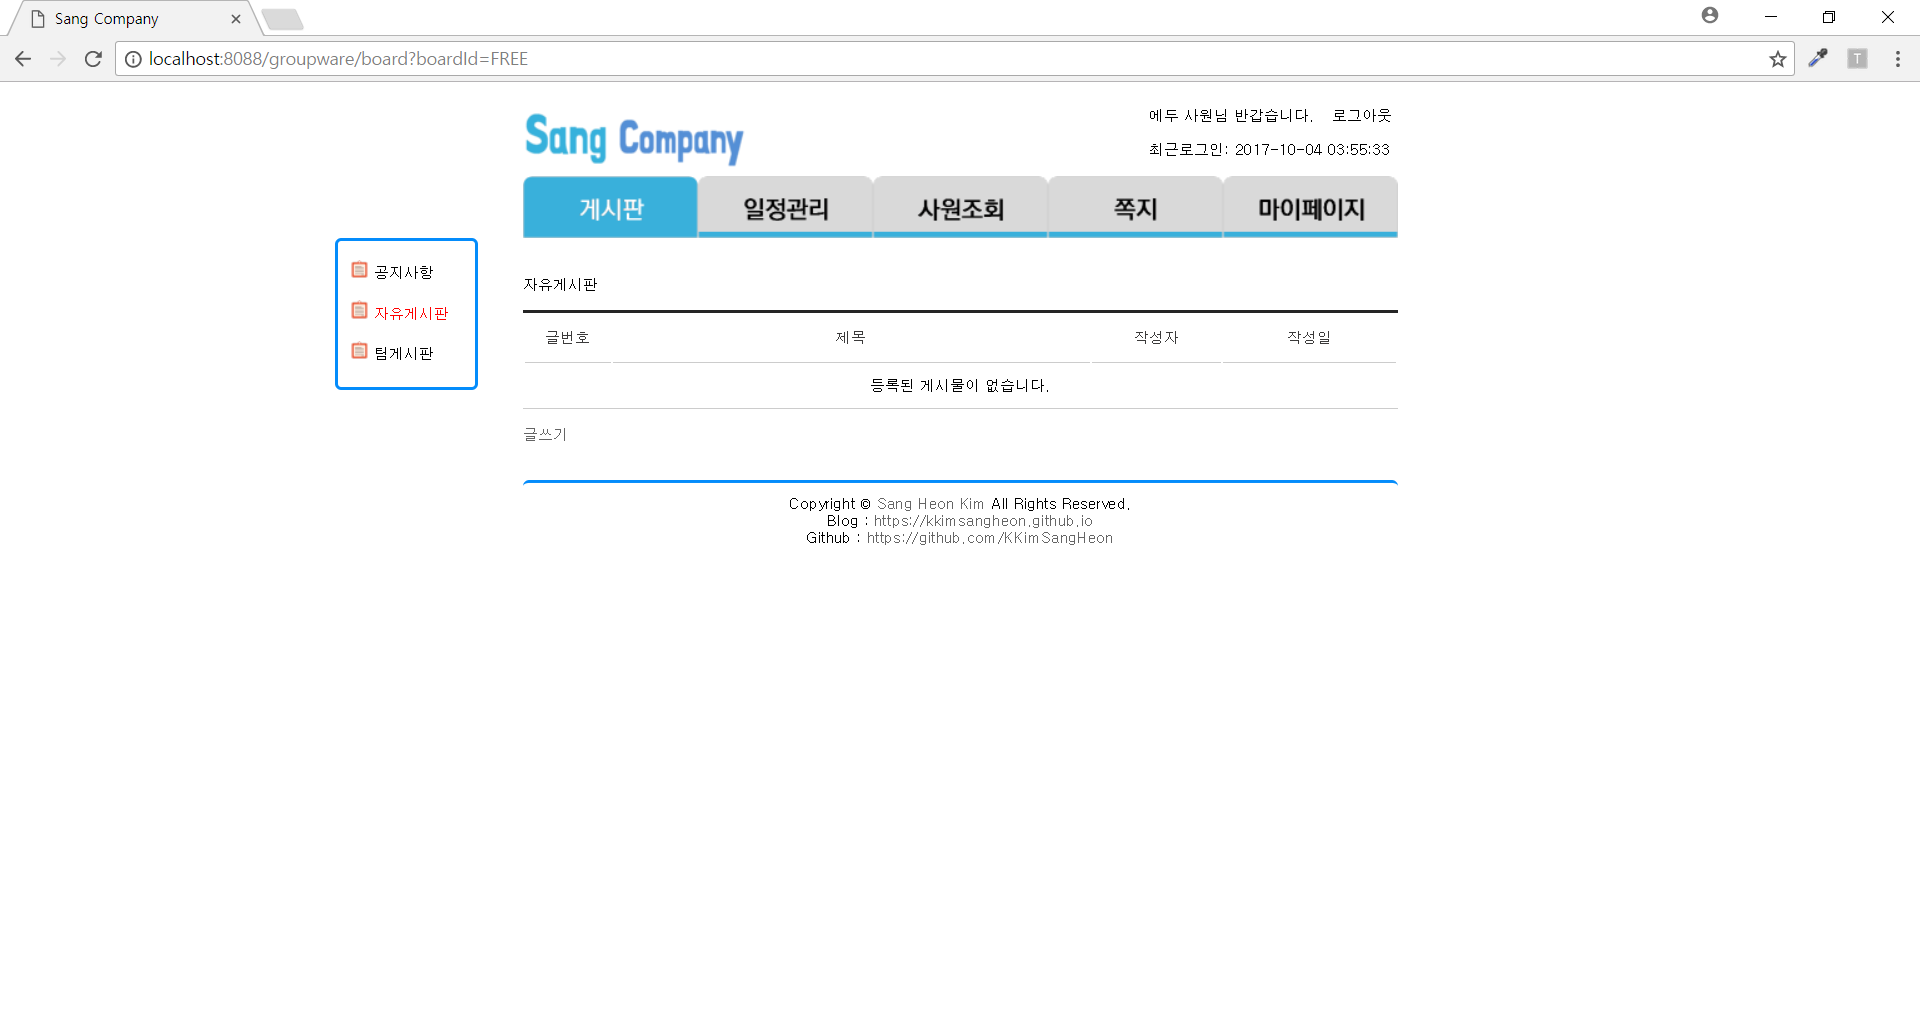 Sang Company
localhost:8088/groupware/board?boardId=FREE
T
Sang Company
에두 사원님 반갑습니다. 로그아웃
최근로그인: 2017-10-04 03:55:33
게시판 일정관리 사원조회 쪽지 마이페이지
공지사항
자유게시판
팀게시판
자유게시판
글번호 제목 작성자 작성일
등록된 게시물이 없습니다.
글쓰기
Copyright © Sang Heon Kim All Rights Reserved.
Blog : https://kkimsangheon.github.io
Github : https://github.com/KKimSangHeon